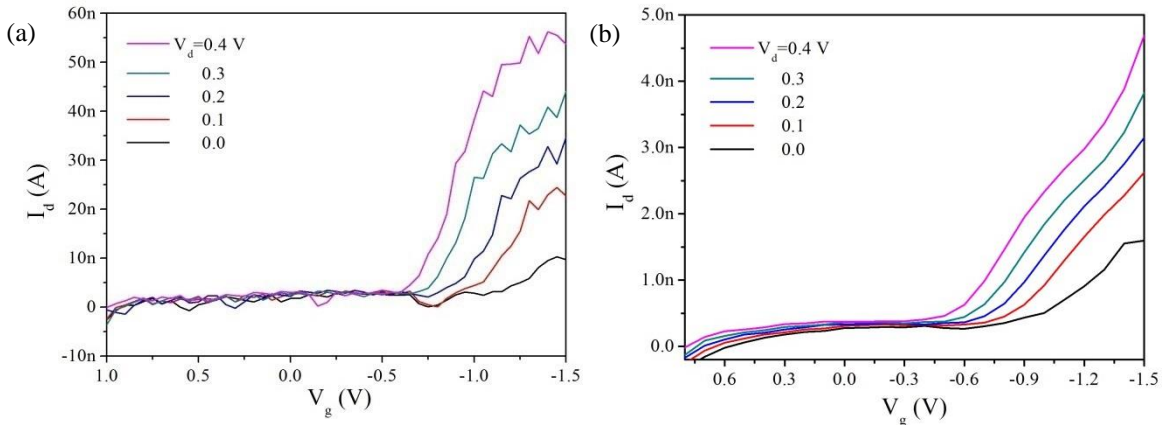 (a)
60n
50n
40n
30n
20n
10n
0
-10n
I_d (A)
V_d=0.4 V
0.3
0.2
0.1
0.0
1.0 0.5 0.0 -0.5 -1.0 -1.5
V_g (V)
(b)
5.0n
4.0n
3.0n
2.0n
1.0n
0.0
I_d (A)
V_d=0.4 V
0.3
0.2
0.1
0.0
0.6 0.3 0.0 -0.3 -0.6 -0.9 -1.2 -1.5
V_g (V)